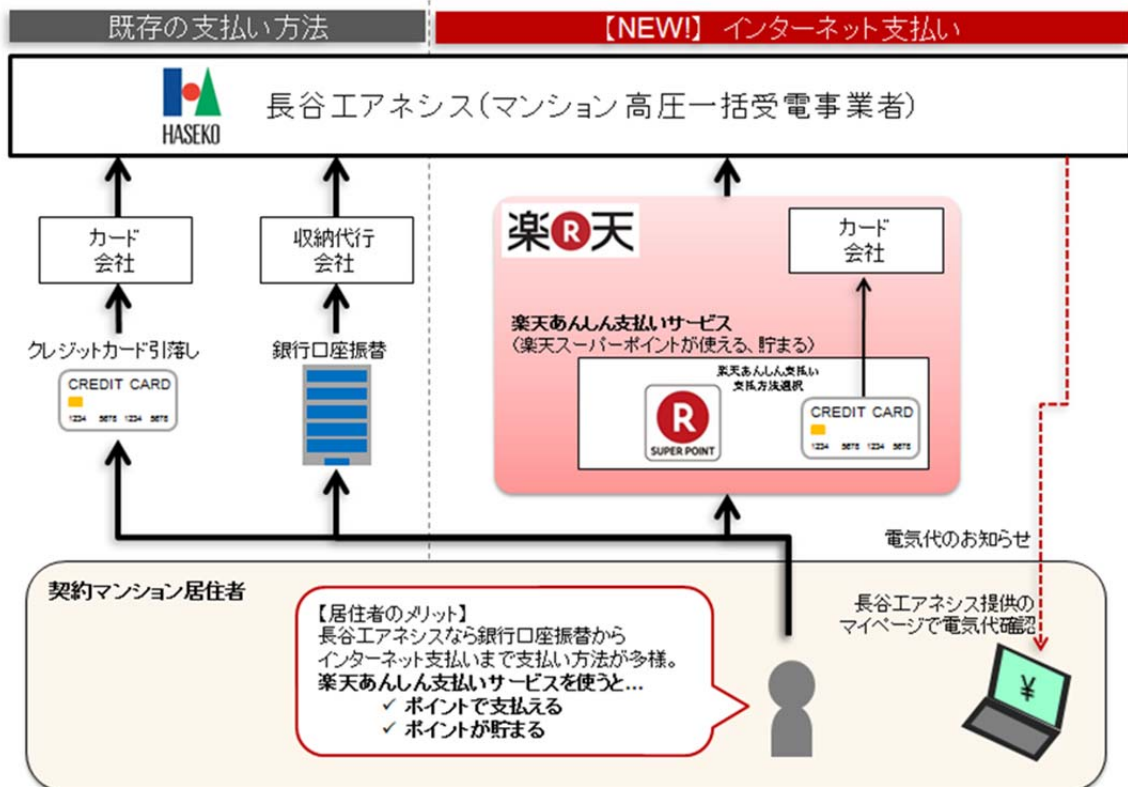 既存の支払い方法
【NEW!】 インターネット支払い
HASEKO
長谷工アネシス(マンション高圧一括受電事業者)
カード
会社
収納代行
会社
楽R天
カード
会社
クレジットカード引落し
銀行口座振替
楽天あんしん支払いサービス
(楽天スーパーポイントが使える、貯まる)
楽天あんしん支払い
支払方法選択
CREDIT CARD
1234 5678 1234 5678
R
SUPER POINT
CREDIT CARD
1234 5678 1234 5678
電気代のお知らせ
契約マンション居住者
長谷工アネシス提供の
マイページで電気代確認
【居住者のメリット】
長谷工アネシスなら銀行口座振替から
インターネット支払いまで支払い方法が多様。
楽天あんしん支払いサービスを使うと...
✓ ポイントで支払える
✓ ポイントが貯まる
¥